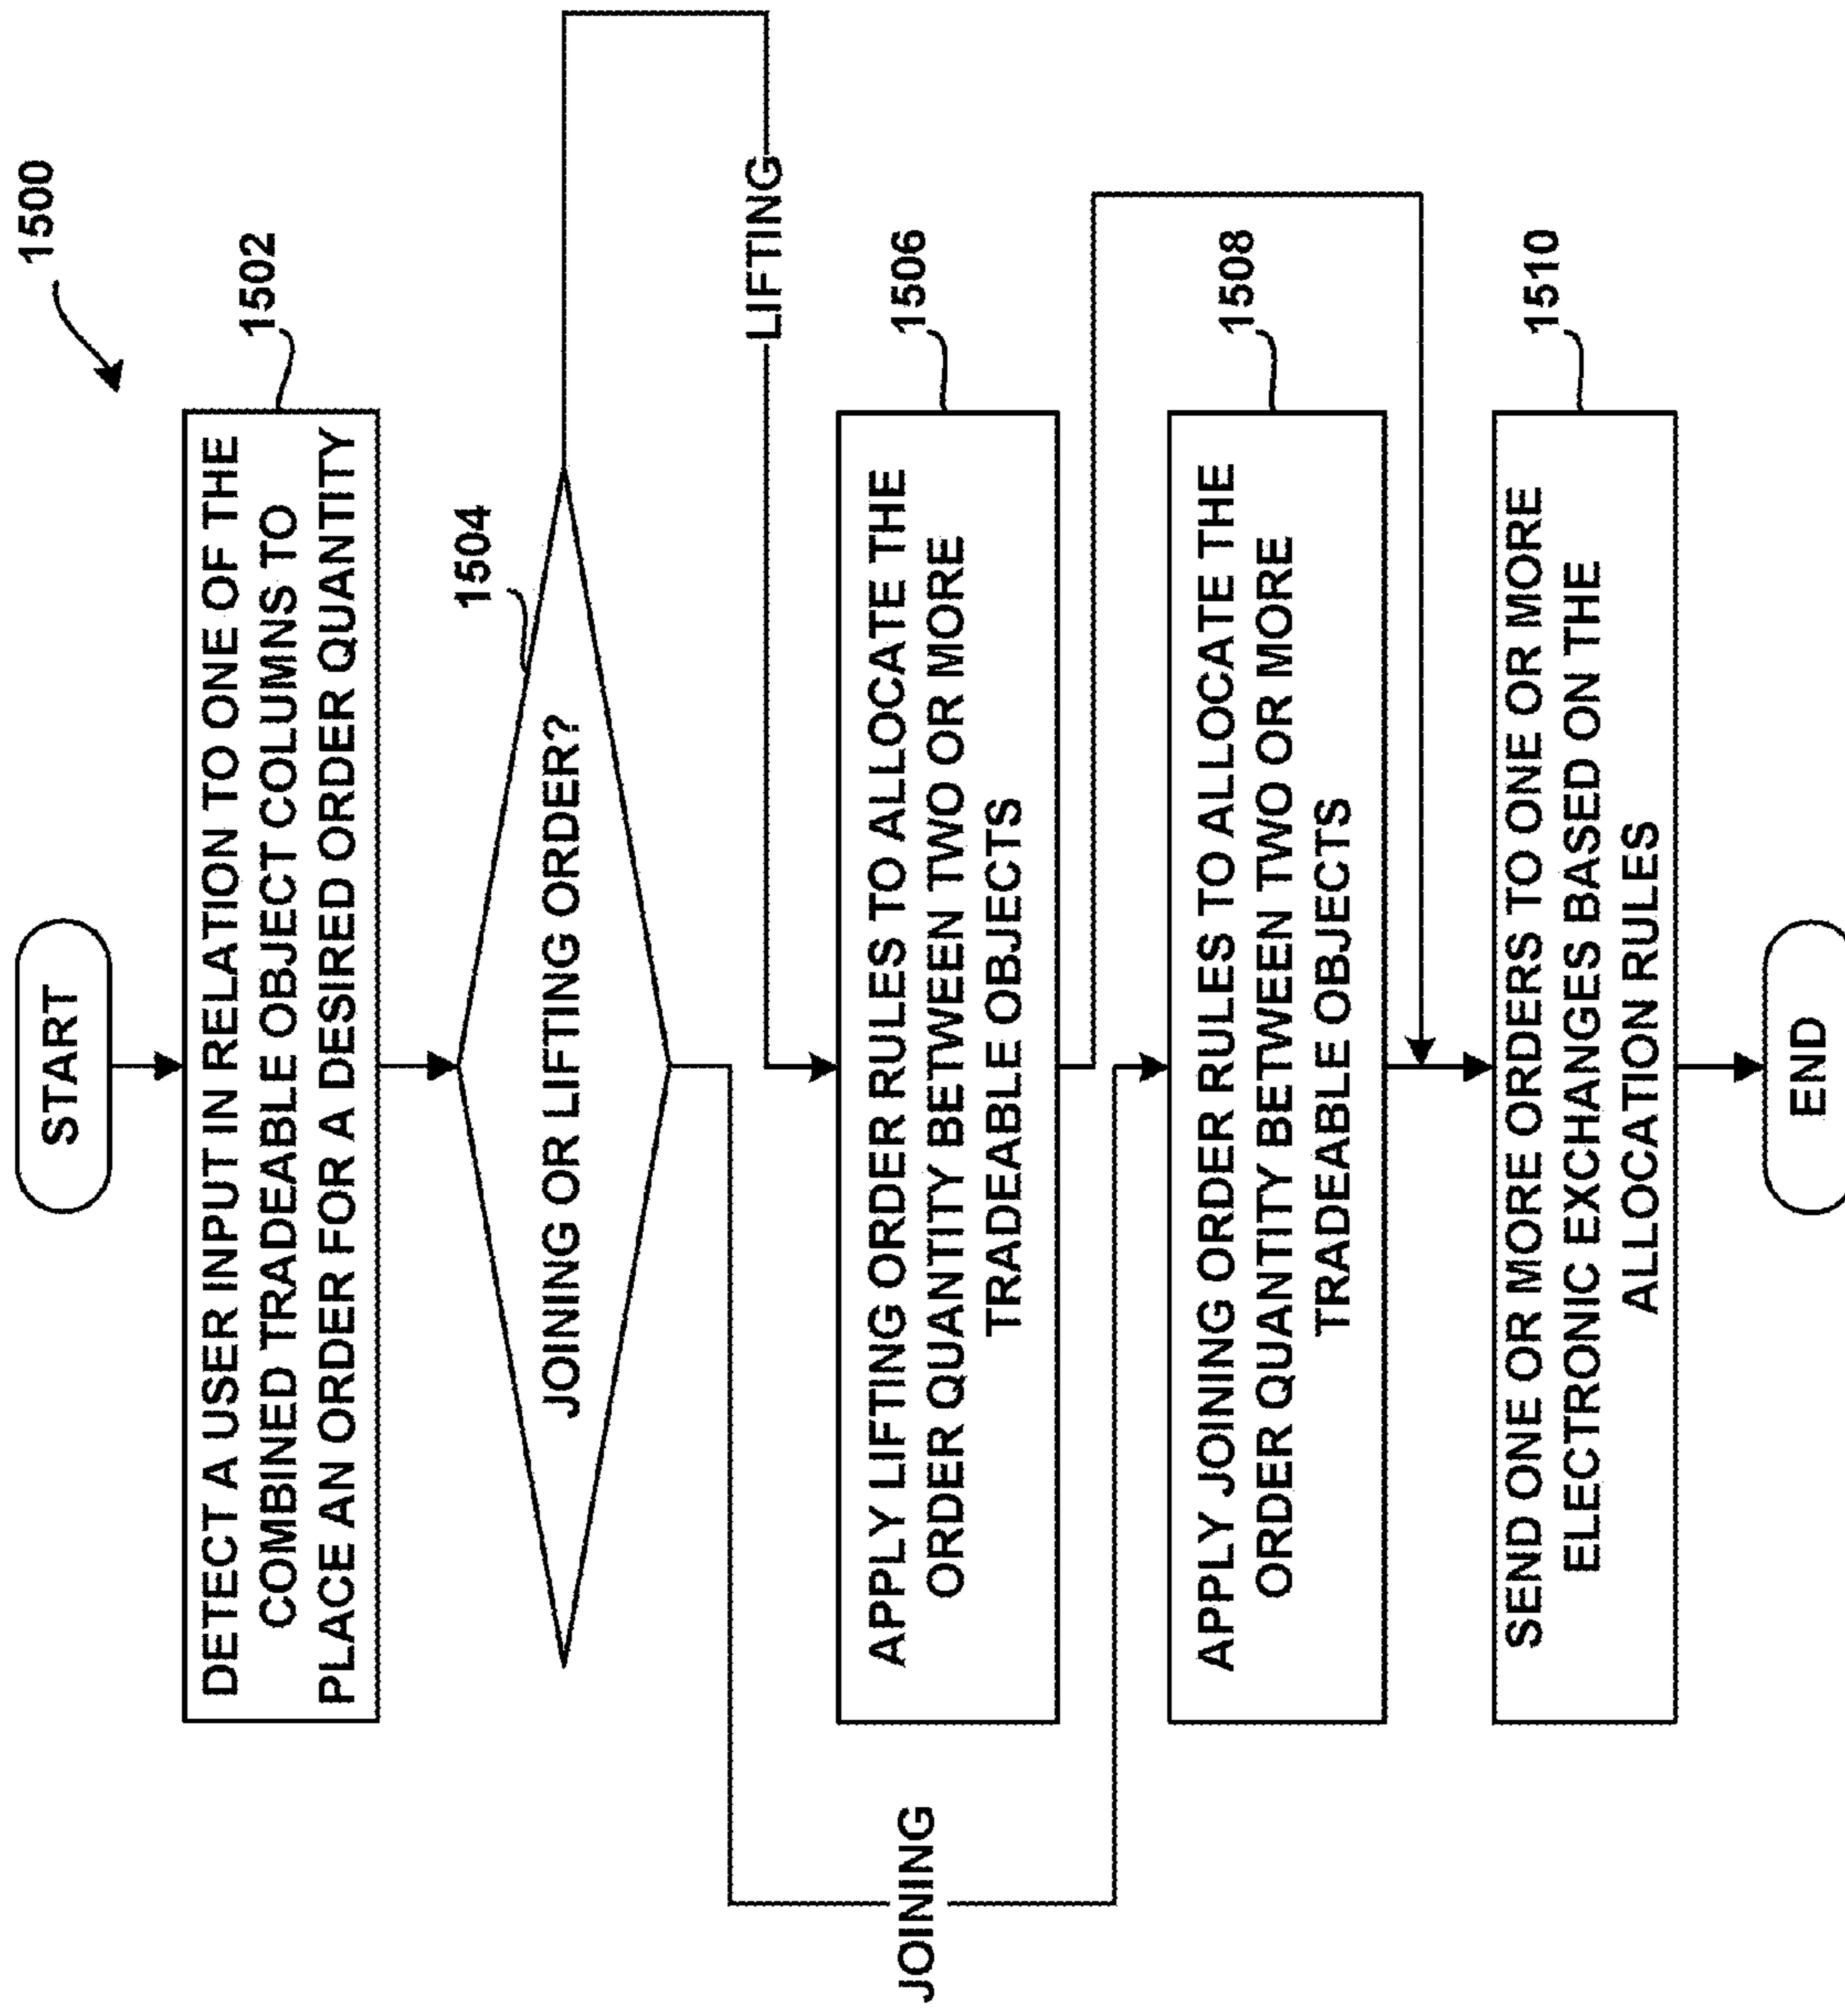 1500
START
DETECT A USER INPUT IN RELATION TO ONE OF THE
COMBINED TRADEABLE OBJECT COLUMNS TO
PLACE AN ORDER FOR A DESIRED ORDER QUANTITY
1502
1504
JOINING OR LIFTING ORDER?
LIFTING
JOINING
APPLY LIFTING ORDER RULES TO ALLOCATE THE
ORDER QUANTITY BETWEEN TWO OR MORE
TRADEABLE OBJECTS
1506
APPLY JOINING ORDER RULES TO ALLOCATE THE
ORDER QUANTITY BETWEEN TWO OR MORE
TRADEABLE OBJECTS
1508
SEND ONE OR MORE ORDERS TO ONE OR MORE
ELECTRONIC EXCHANGES BASED ON THE
ALLOCATION RULES
1510
END